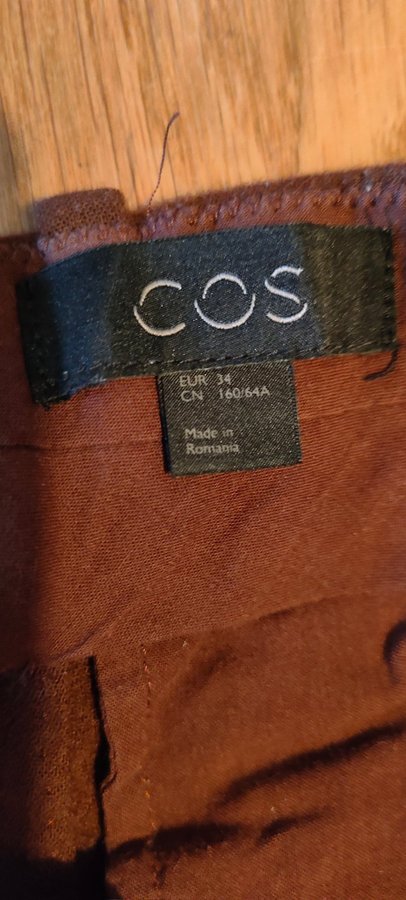 COS
EUR 34
CN 160/64A
Made in
Romania